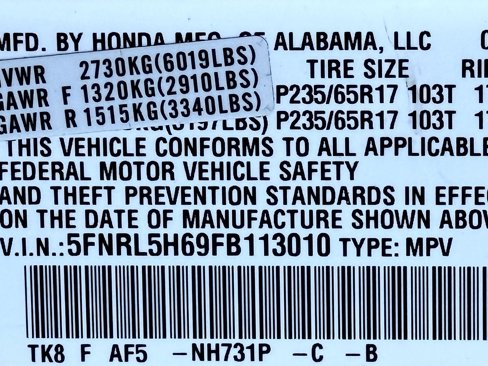 MFD. BY HONDA MFG. OF ALABAMA, LLC
GVWR 2730KG(6019LBS) TIRE SIZE
GAWR F 1320KG(2910LBS) P235/65R17 103T
GAWR R 1515KG(3340LBS) P235/65R17 103T
THIS VEHICLE CONFORMS TO ALL APPLICABLE
FEDERAL MOTOR VEHICLE SAFETY
AND THEFT PREVENTION STANDARDS IN EFFE
ON THE DATE OF MANUFACTURE SHOWN ABOV
V.I.N.:5FNRL5H69FB113010 TYPE: MPV
TK8 F AF5 -NH731P -C -B